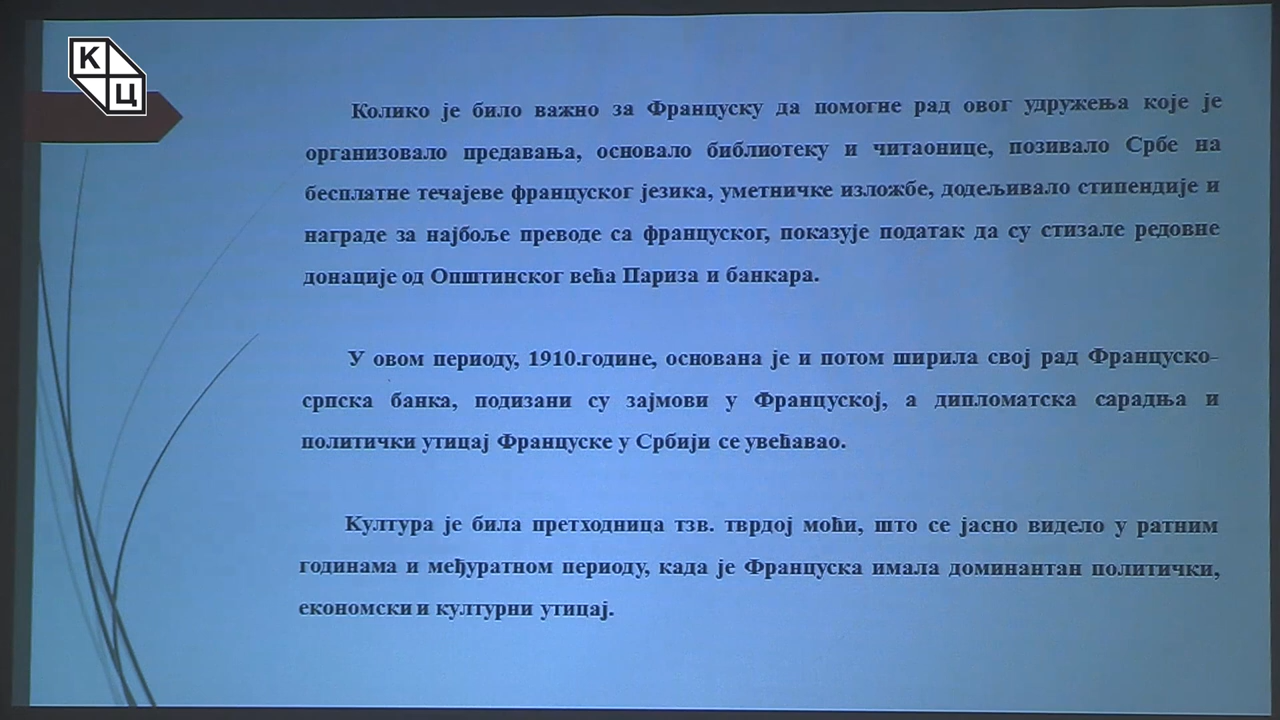 К
Ц
Колико је било важно за Француску да помогне рад овог удружења које је
организовало предавања, основало библиотеку и читаонице, позивало Србе на
бесплатне течајеве француског језика, уметничке изложбе, додељивало стипендије и
награде за најбоље преводе са француског, показује податак да су стизале редовне
донације од Општинског већа Париза и банкара.
У овом периоду, 1910.године, основана је и потом ширила свој рад Француско-
српска банка, подизани су зајмови у Француској, а дипломатска сарадња и
политички утицај Француске у Србији се увећавао.
Култура је била претходница тзв. тврдој моћи, што се јасно видело у ратним
годинама и међуратном периоду, када је Француска имала доминантан политички,
економски и културни утицај.